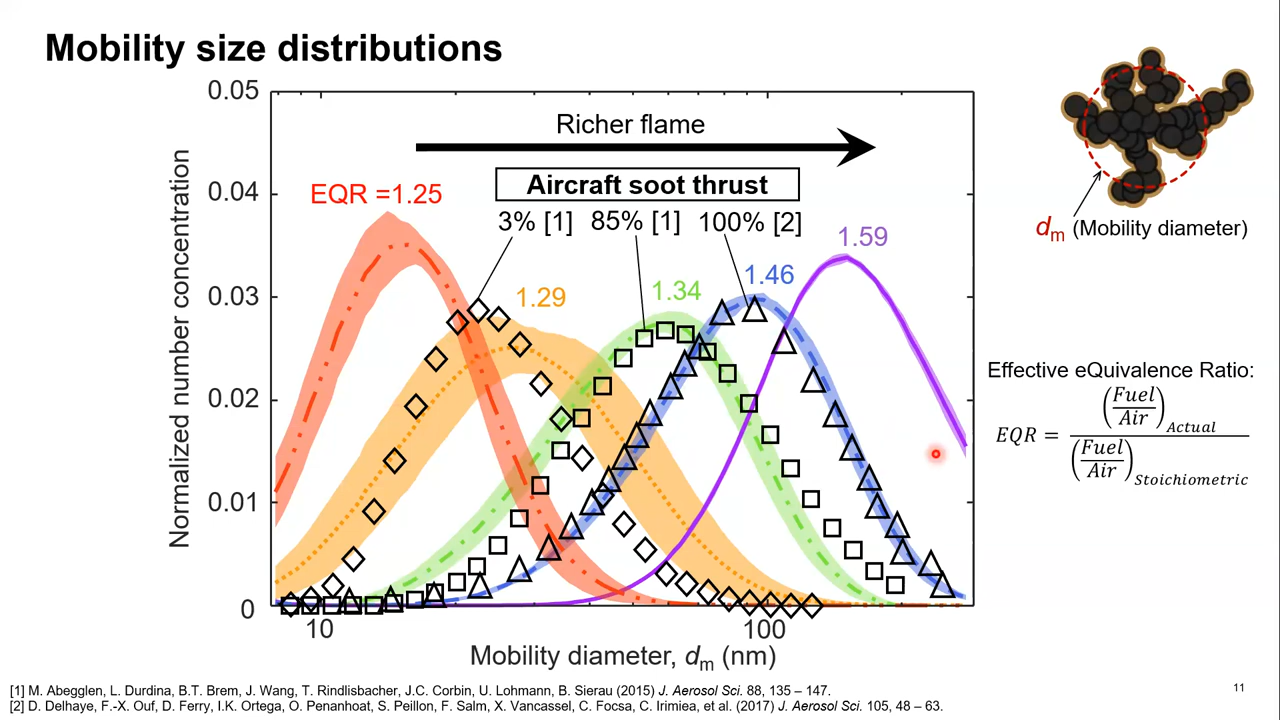 Mobility size distributions
0.05
0.04
0.03
0.02
0.01
0
Normalized number concentration
Richer flame
Aircraft soot thrust
3% [1] 85% [1] 100% [2]
EQR =1.25
1.29
1.34
1.46
1.59
10
100
Mobility diameter, dm (nm)
dm (Mobility diameter)
Effective eQuivalence Ratio:
EQR = (Fuel/Air)Actual / (Fuel/Air)Stoichiometric
[1] M. Abegglen, L. Durdina, B.T. Brem, J. Wang, T. Rindlisbacher, J.C. Corbin, U. Lohmann, B. Sierau (2015) J. Aerosol Sci. 88, 135 – 147.
[2] D. Delhaye, F.-X. Ouf, D. Ferry, I.K. Ortega, O. Penanhoat, S. Peillon, F. Salm, X. Vancassel, C. Focsa, C. Irimiea, et al. (2017) J. Aerosol Sci. 105, 48 – 63.
11